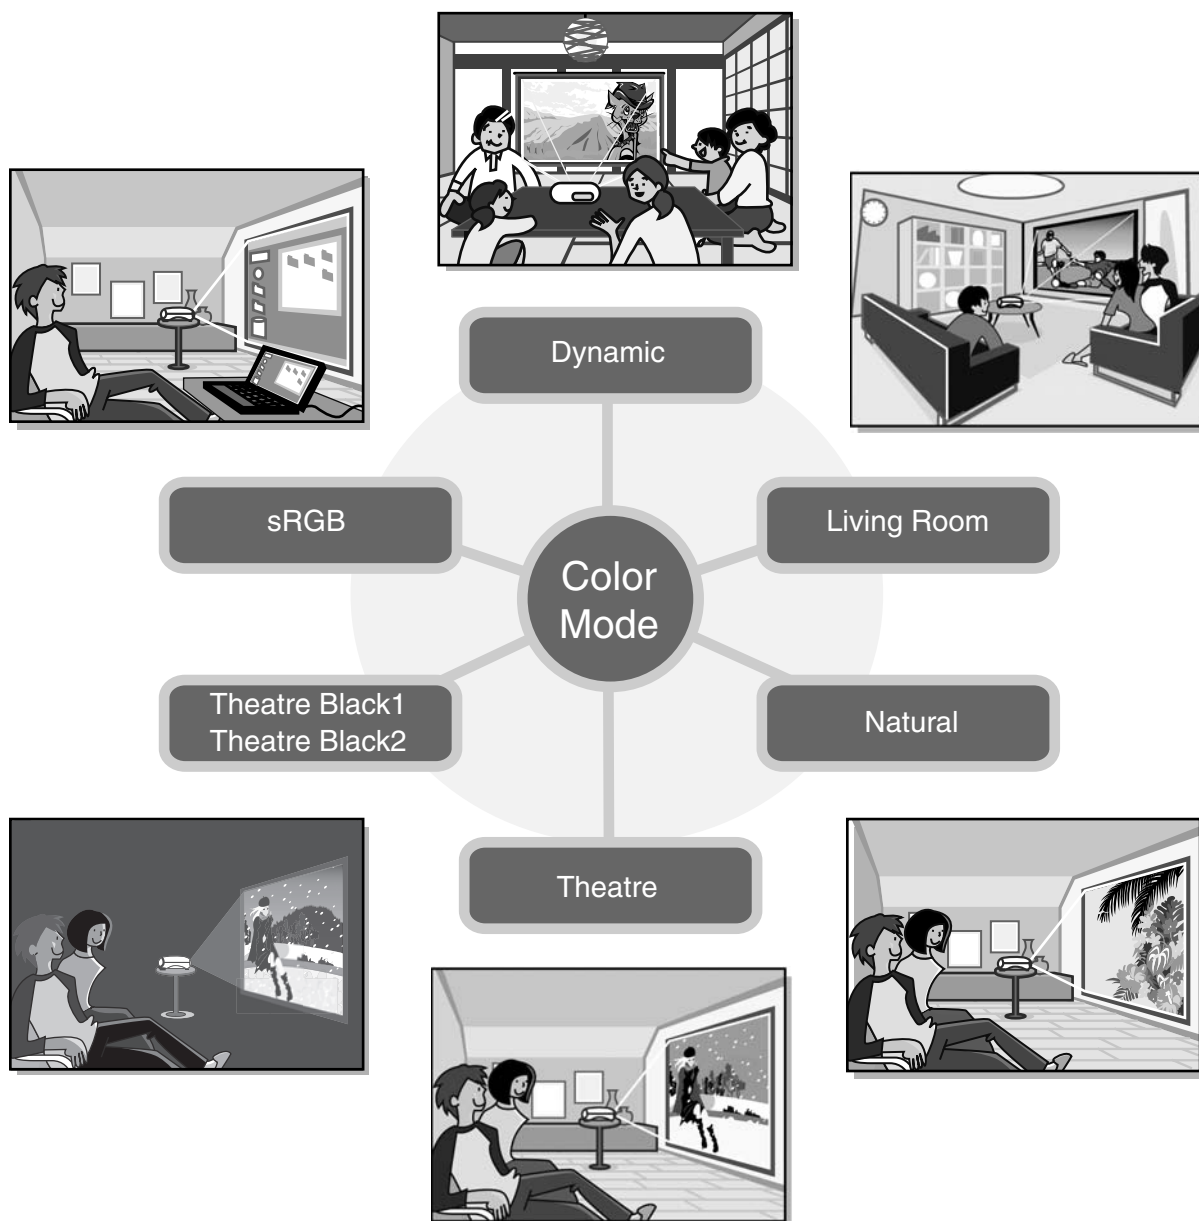 Dynamic
sRGB
Living Room
Color
Mode
Theatre Black1
Theatre Black2
Natural
Theatre